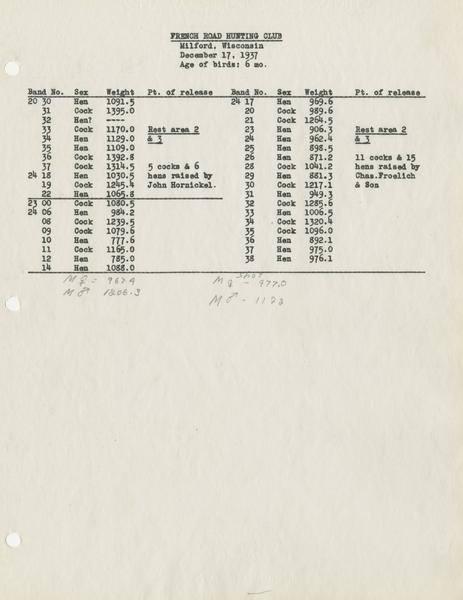 FRENCH ROAD HUNTING CLUB
Milford, Wisconsin
December 17, 1937
Age of birds: 6 mo.
Band No. Sex Weight Pt. of release Band No. Sex Weight Pt. of release
20 30 Hen 1091.5 24 17 Hen 969.6
31 Cock 1395.0 20 Cock 989.6
32 Hen? ---- 21 Cock 1264.5
33 Cock 1170.0 Rest area 2 23 Hen 906.3 Rest area 2
34 Hen 1129.0 & 3 24 Hen 962.4 & 3
35 Hen 1109.0 25 Hen 898.5
36 Cock 1392.8 26 Hen 871.2 11 cocks & 15
37 Cock 1314.5 5 cocks & 6 28 Cock 1041.2 hens raised by
24 18 Hen 1030.5 hens raised by 29 Hen 881.3 Chas.Froelich
19 Cock 1245.4 John Hornickel. 30 Cock 1217.1 & Son
22 Hen 1065.8 31 Hen 949.3
23 00 Cock 1080.5 32 Cock 1285.6
24 06 Hen 984.2 33 Hen 1006.5
08 Cock 1239.5 34 Cock 1320.4
09 Cock 1079.6 35 Cock 1096.0
10 Hen 777.6 36 Hen 892.1
11 Cock 1165.0 37 Hen 975.0
12 Hen 785.0 38 Hen 976.1
14 Hen 1088.0
M ♀ = 967.9 Shot M ♀ - 977.0
M ♂ 1206.3 M ♂ - 1173